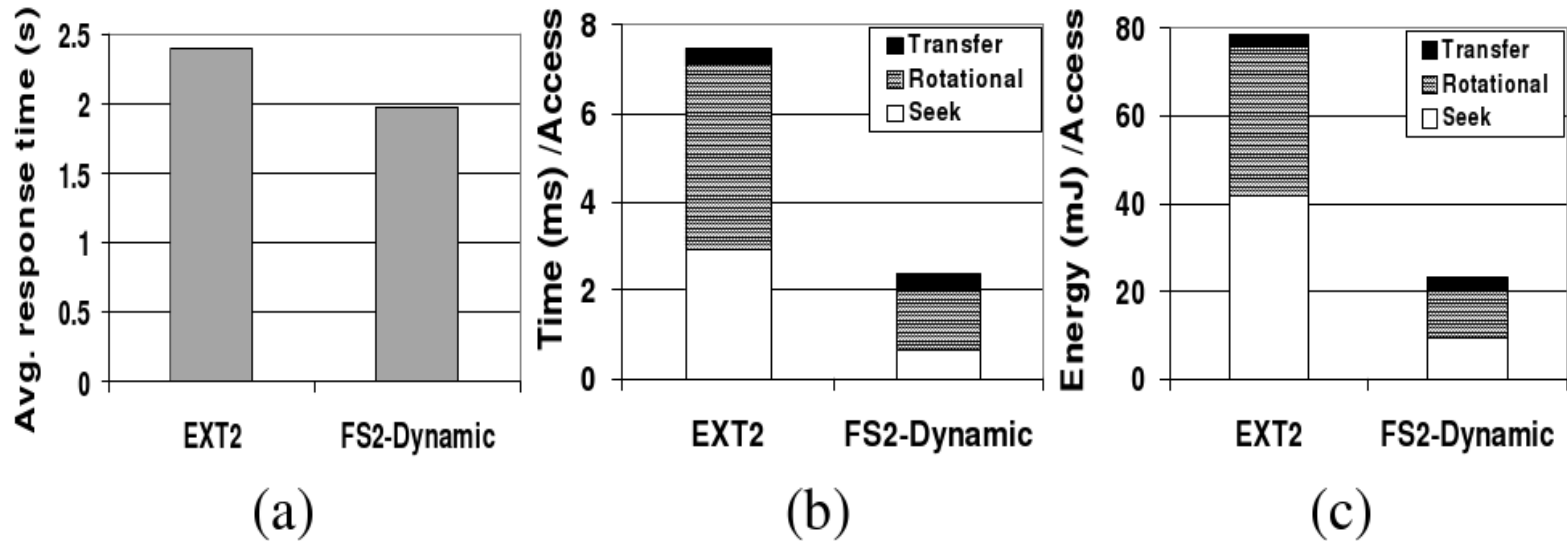 Avg. response time (s)
2.5
2
1.5
1
0.5
0
EXT2 FS2-Dynamic
(a)
Time (ms) /Access
8
6
4
2
0
Transfer
Rotational
Seek
EXT2 FS2-Dynamic
(b)
Energy (mJ) /Access
80
60
40
20
0
Transfer
Rotational
Seek
EXT2 FS2-Dynamic
(c)